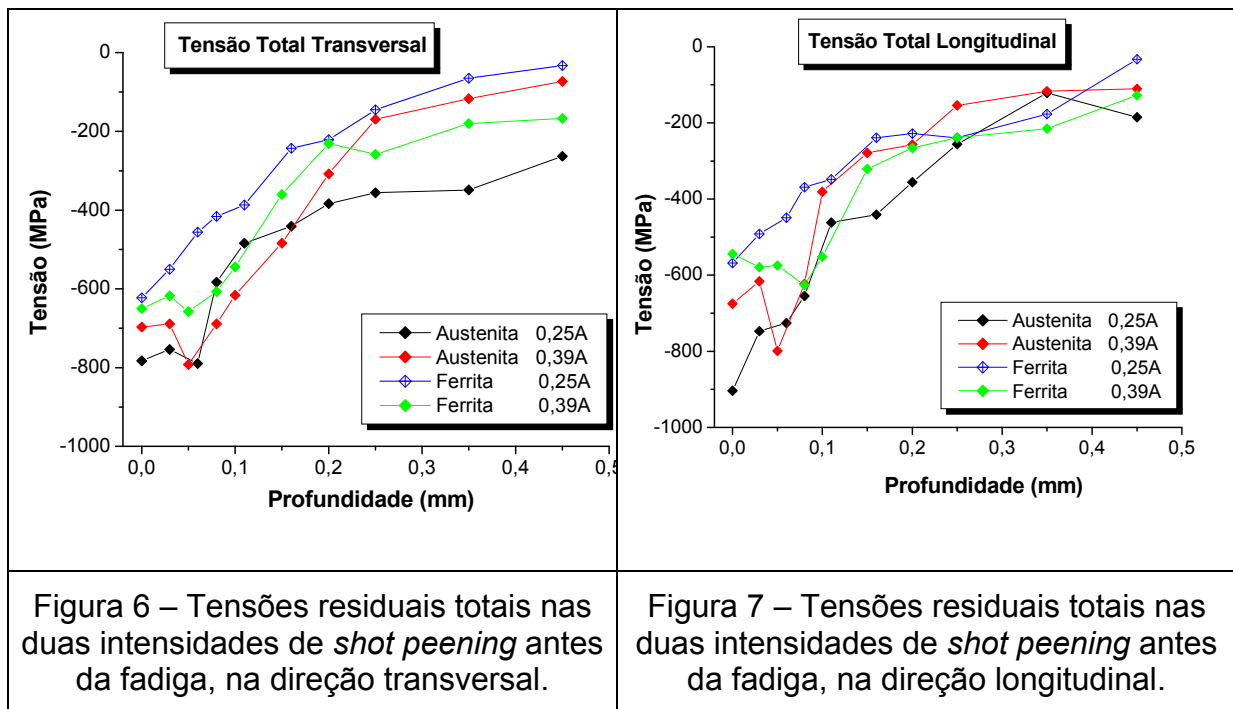 Tensão Total Transversal
0
-200
-400
-600
-800
-1000
Tensão (MPa)
Austenita 0,25A
Austenita 0,39A
Ferrita 0,25A
Ferrita 0,39A
0,0 0,1 0,2 0,3 0,4 0,5
Profundidade (mm)
Tensão Total Longitudinal
0
-200
-400
-600
-800
-1000
Tensão (MPa)
Austenita 0,25A
Austenita 0,39A
Ferrita 0,25A
Ferrita 0,39A
0,0 0,1 0,2 0,3 0,4 0,5
Profundidade (mm)
Figura 6 – Tensões residuais totais nas
duas intensidades de shot peening antes
da fadiga, na direção transversal.
Figura 7 – Tensões residuais totais nas
duas intensidades de shot peening antes
da fadiga, na direção longitudinal.